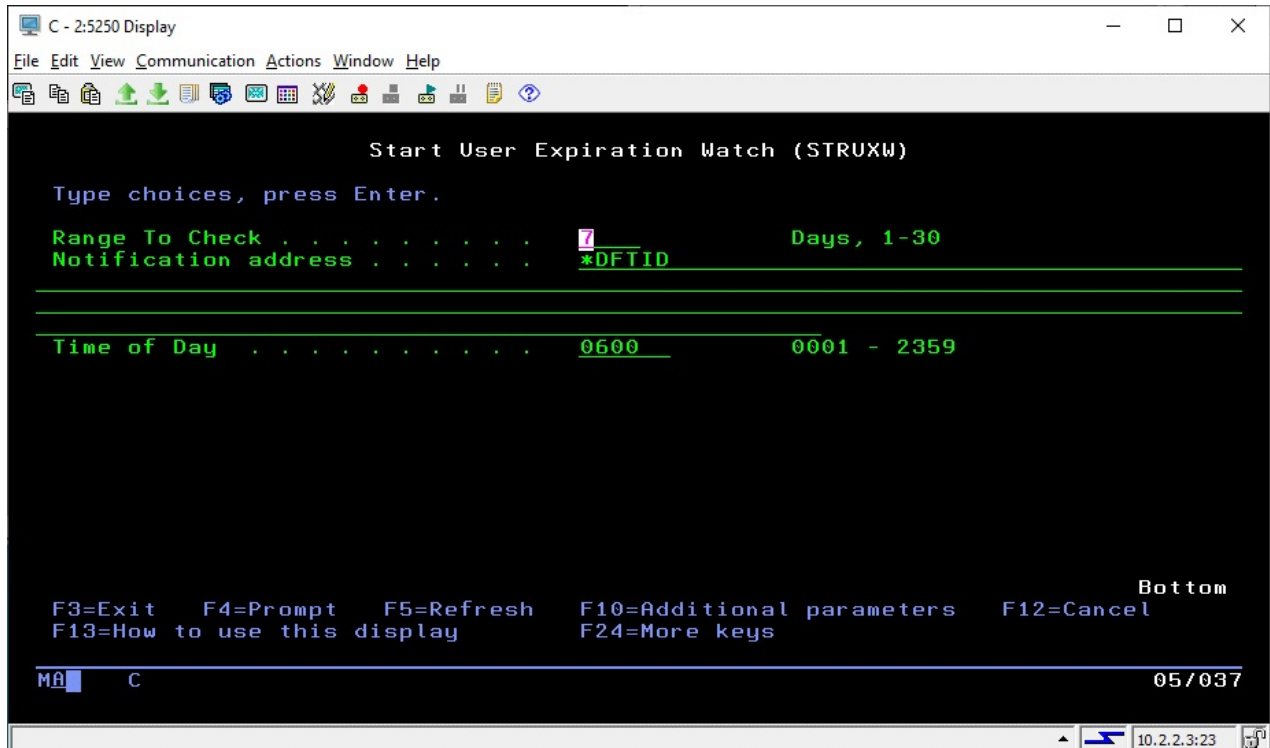 C - 2:5250 Display
File Edit View Communication Actions Window Help
Start User Expiration Watch (STRUXW)
Type choices, press Enter.
Range To Check . . . . . . . . . 7 Days, 1-30
Notification address . . . . . . *DFTID
Time of Day . . . . . . . . . . 0600 0001 - 2359
Bottom
F3=Exit F4=Prompt F5=Refresh F10=Additional parameters F12=Cancel
F13=How to use this display F24=More keys
MA C 05/037
10.2.2.3:23